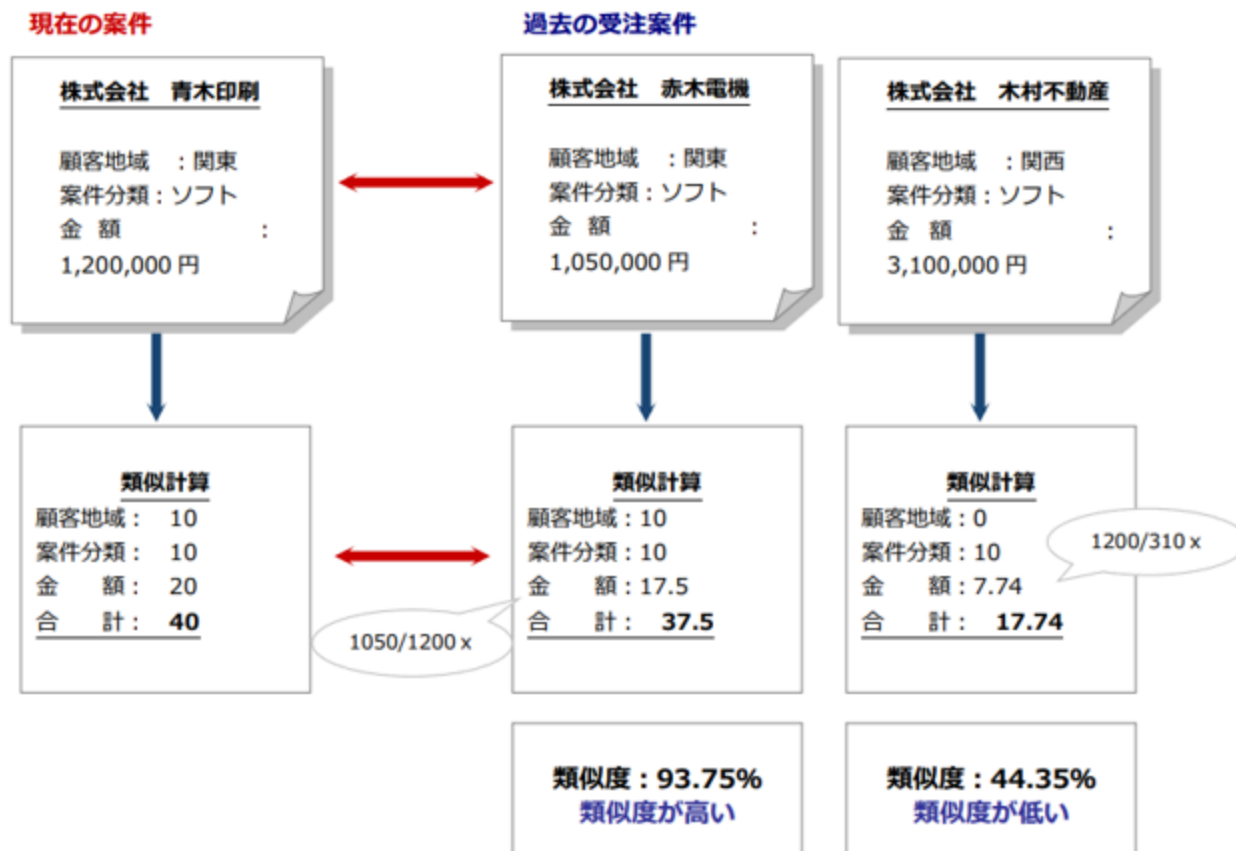 現在の案件
過去の受注案件
株式会社　青木印刷
顧客地域　：関東
案件分類：ソフト
金 額　　　　：
1,200,000 円
株式会社　赤木電機
顧客地域　：関東
案件分類：ソフト
金 額　　　　：
1,050,000 円
株式会社　木村不動産
顧客地域　：関西
案件分類：ソフト
金 額　　　　：
3,100,000 円
類似計算
顧客地域：　10
案件分類：　10
金　　額：　20
合　　計：　40
1050/1200 x
類似計算
顧客地域：10
案件分類：10
金　　額：17.5
合　　計：　37.5
類似計算
顧客地域：0
案件分類：10
金　　額：7.74
合　　計：　17.74
1200/310 x
類似度：93.75%
類似度が高い
類似度：44.35%
類似度が低い